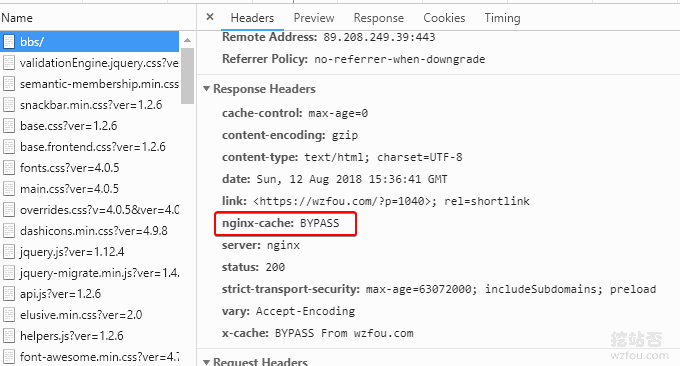 Name
× Headers Preview Response Cookies Timing
bbs/
validationEngine.jquery.css?ve
semantic-membership.min.css
snackbar.min.css?ver=1.2.6
base.css?ver=1.2.6
base.frontend.css?ver=1.2.6
fonts.css?ver=4.0.5
main.css?ver=4.0.5
overrides.css?v=4.0.5&ver=4.0
dashicons.min.css?ver=4.9.8
jquery.js?ver=1.12.4
jquery-migrate.min.js?ver=1.4.
api.js?ver=1.2.6
elusive.min.css?ver=2.0
helpers.js?ver=1.2.6
font-awesome.min.css?ver=4.7
Remote Address: 89.208.249.39:443
Referrer Policy: no-referrer-when-downgrade
▼ Response Headers
cache-control: max-age=0
content-encoding: gzip
content-type: text/html; charset=UTF-8
date: Sun, 12 Aug 2018 15:36:41 GMT
link: <https://wzfou.com/?p=1040>; rel=shortlink
nginx-cache: BYPASS
server: nginx
status: 200
strict-transport-security: max-age=63072000; includeSubdomains; preload
vary: Accept-Encoding
x-cache: BYPASS From wzfou.com
▼ Request Headers
挖站否
wzfou.com